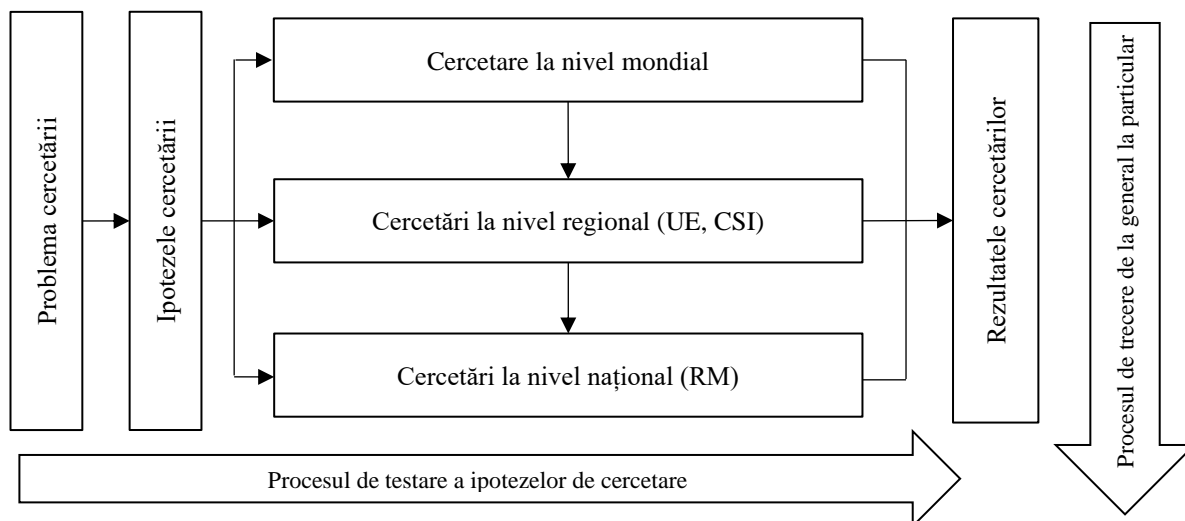 Problema cercetării
Ipotezele cercetării
Cercetare la nivel mondial
Cercetări la nivel regional (UE, CSI)
Cercetări la nivel național (RM)
Rezultatele cercetărilor
Procesul de trecere de la general la particular
Procesul de testare a ipotezelor de cercetare